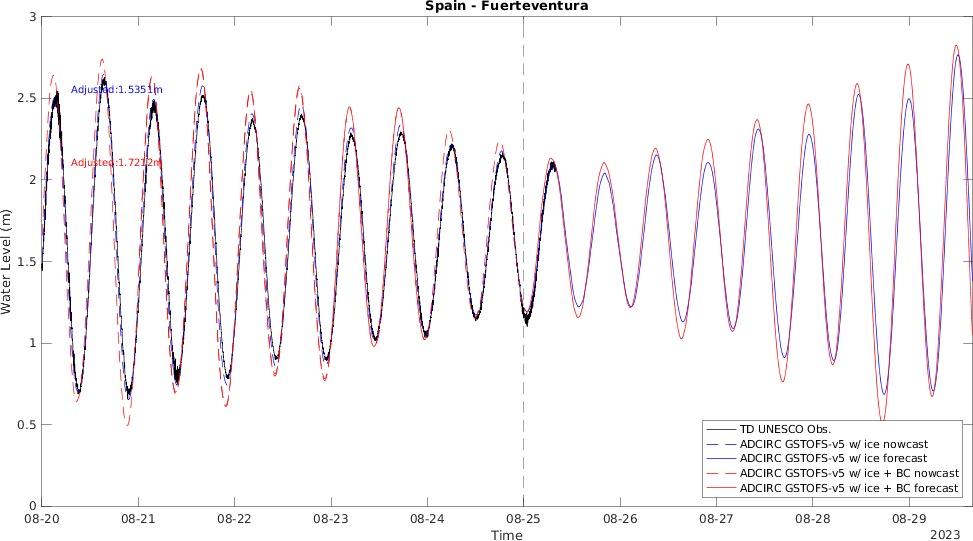 Spain - Fuerteventura
3
2.5
2
1.5
1
0.5
0
Water Level (m)
Adjusted:1.5351m
Adjusted:1.7212m
TD UNESCO Obs.
ADCIRC GSTOFS-v5 w/ ice nowcast
ADCIRC GSTOFS-v5 w/ ice forecast
ADCIRC GSTOFS-v5 w/ ice + BC nowcast
ADCIRC GSTOFS-v5 w/ ice + BC forecast
08-20 08-21 08-22 08-23 08-24 08-25 08-26 08-27 08-28 08-29
Time
2023